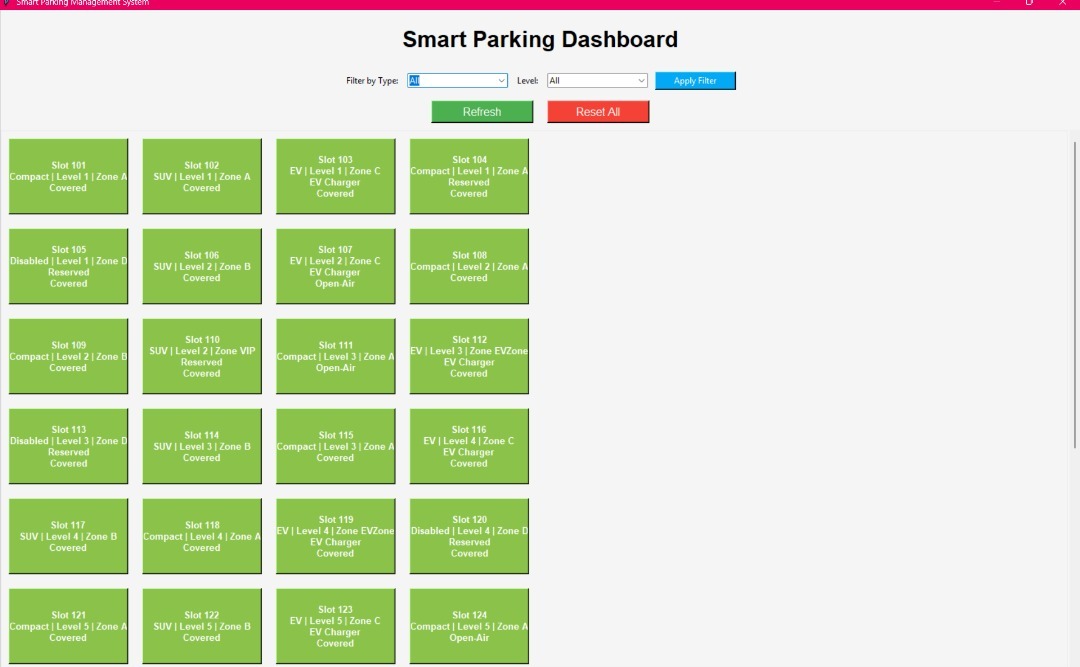 Smart Parking Management System
Smart Parking Dashboard
Filter by Type: All Level: All Apply Filter
Refresh Reset All
Slot 101
Compact | Level 1 | Zone A
Covered
Slot 102
SUV | Level 1 | Zone A
Covered
Slot 103
EV | Level 1 | Zone C
EV Charger
Covered
Slot 104
Compact | Level 1 | Zone A
Reserved
Covered
Slot 105
Disabled | Level 1 | Zone D
Reserved
Covered
Slot 106
SUV | Level 2 | Zone B
Covered
Slot 107
EV | Level 2 | Zone C
EV Charger
Open-Air
Slot 108
Compact | Level 2 | Zone A
Covered
Slot 109
Compact | Level 2 | Zone B
Covered
Slot 110
SUV | Level 2 | Zone VIP
Reserved
Covered
Slot 111
Compact | Level 3 | Zone A
Open-Air
Slot 112
EV | Level 3 | Zone EVZone
EV Charger
Covered
Slot 113
Disabled | Level 3 | Zone D
Reserved
Covered
Slot 114
SUV | Level 3 | Zone B
Covered
Slot 115
Compact | Level 3 | Zone A
Covered
Slot 116
EV | Level 4 | Zone C
EV Charger
Covered
Slot 117
SUV | Level 4 | Zone B
Covered
Slot 118
Compact | Level 4 | Zone A
Covered
Slot 119
EV | Level 4 | Zone EVZone
EV Charger
Covered
Slot 120
Disabled | Level 4 | Zone D
Reserved
Covered
Slot 121
Compact | Level 5 | Zone A
Covered
Slot 122
SUV | Level 5 | Zone B
Covered
Slot 123
EV | Level 5 | Zone C
EV Charger
Covered
Slot 124
Compact | Level 5 | Zone A
Open-Air